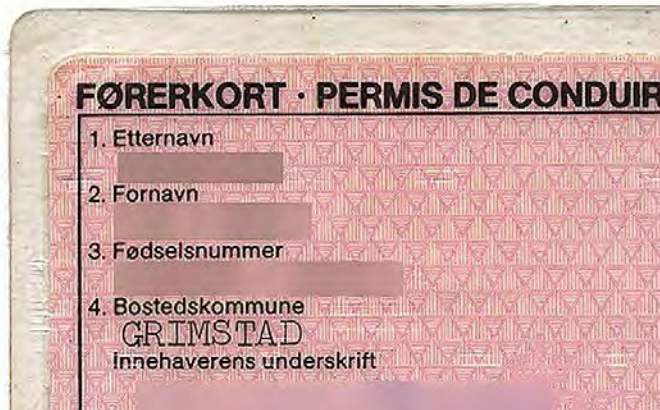 FØRERKORT · PERMIS DE CONDUIR
1. Etternavn
2. Fornavn
3. Fødselsnummer
4. Bostedskommune
GRIMSTAD
Innehaverens underskrift